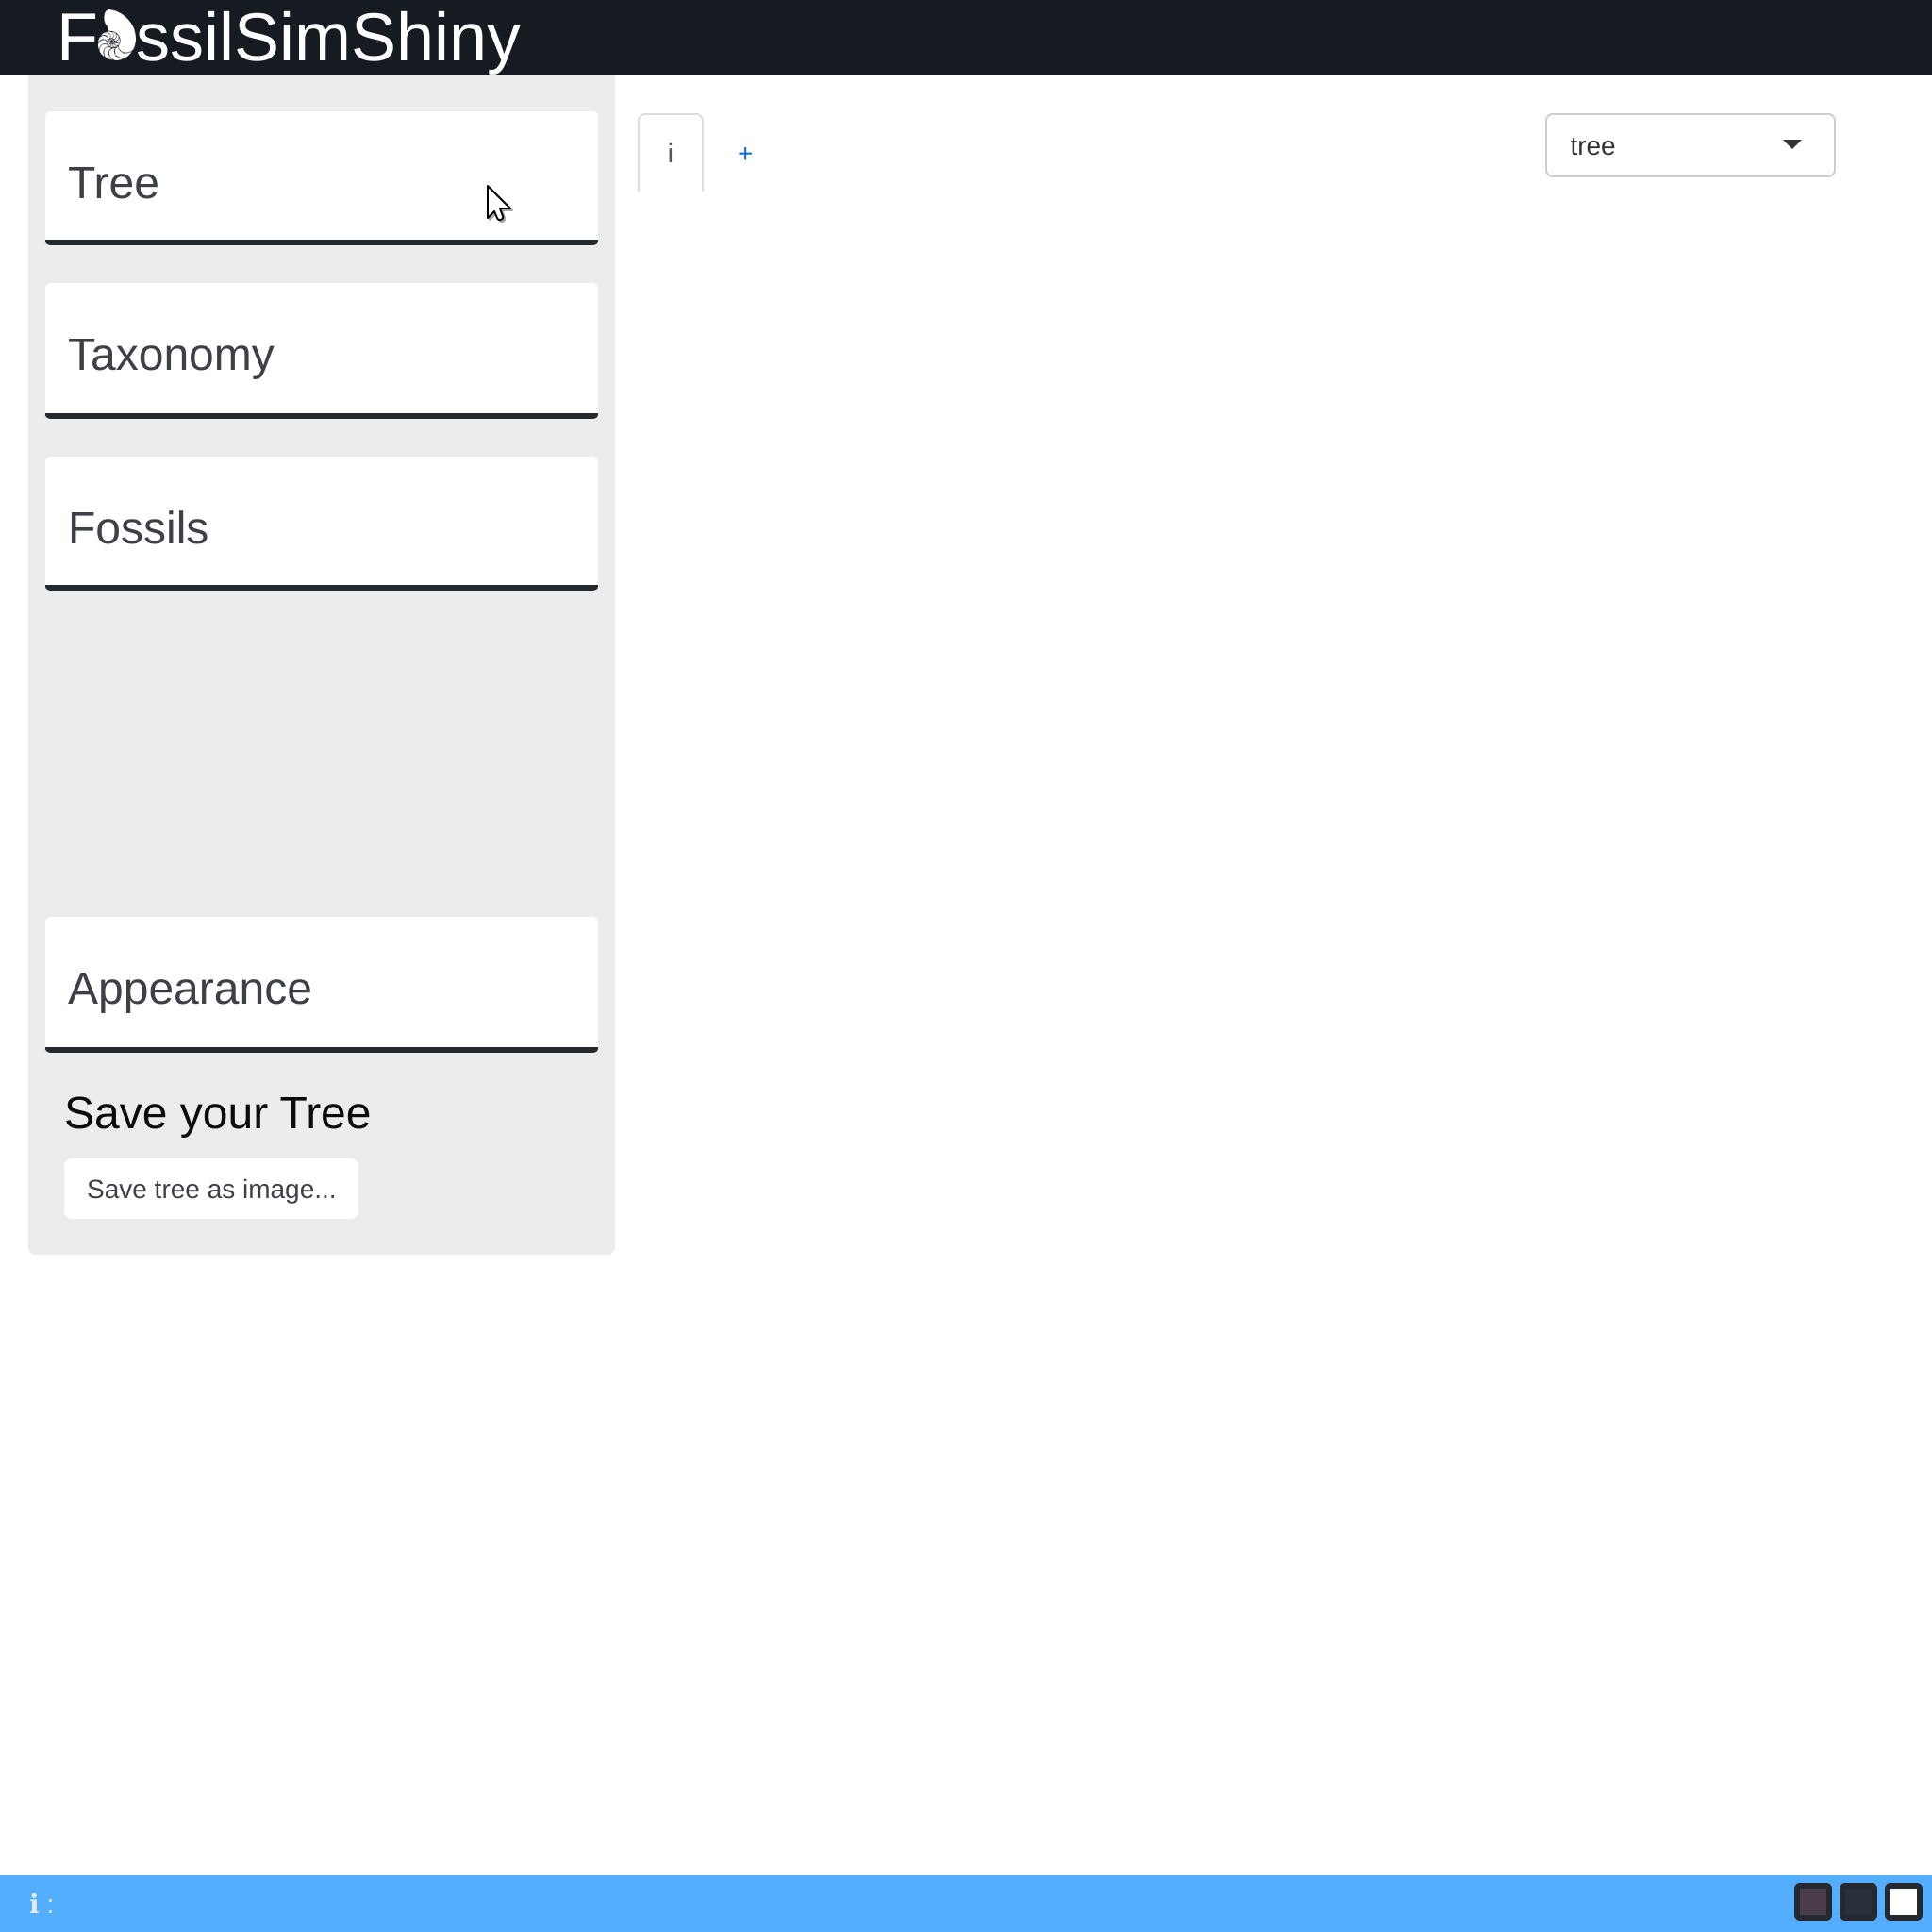 FossilSimShiny
i
+
tree
Tree
Taxonomy
Fossils
Appearance
Save your Tree
Save tree as image...
i :